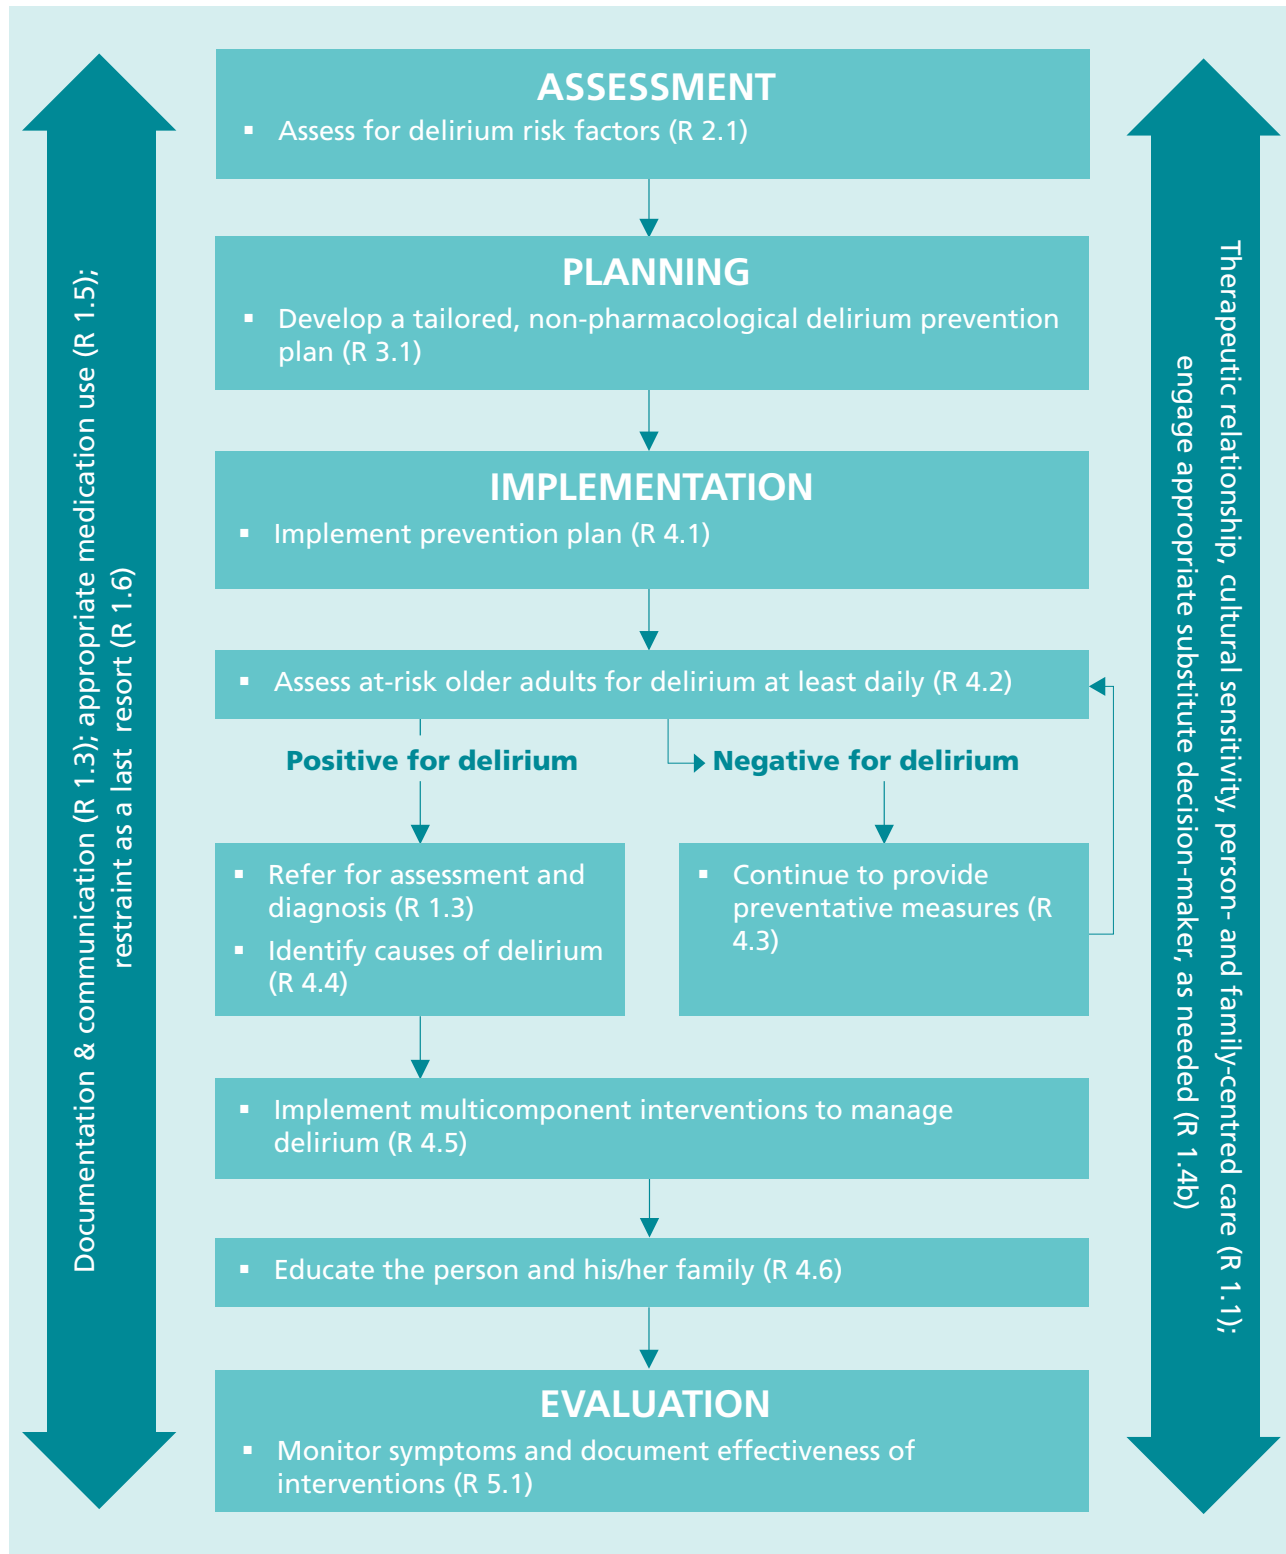 ASSESSMENT
▪ Assess for delirium risk factors (R 2.1)
PLANNING
▪ Develop a tailored, non-pharmacological delirium prevention
plan (R 3.1)
IMPLEMENTATION
▪ Implement prevention plan (R 4.1)
▪ Assess at-risk older adults for delirium at least daily (R 4.2)
Positive for delirium
Negative for delirium
▪ Refer for assessment and
diagnosis (R 1.3)
▪ Identify causes of delirium
(R 4.4)
▪ Continue to provide
preventative measures (R
4.3)
▪ Implement multicomponent interventions to manage
delirium (R 4.5)
▪ Educate the person and his/her family (R 4.6)
EVALUATION
▪ Monitor symptoms and document effectiveness of
interventions (R 5.1)
Documentation & communication (R 1.3); appropriate medication use (R 1.5);
restraint as a last resort (R 1.6)
Therapeutic relationship, cultural sensitivity, person- and family-centred care (R 1.1);
engage appropriate substitute decision-maker, as needed (R 1.4b)